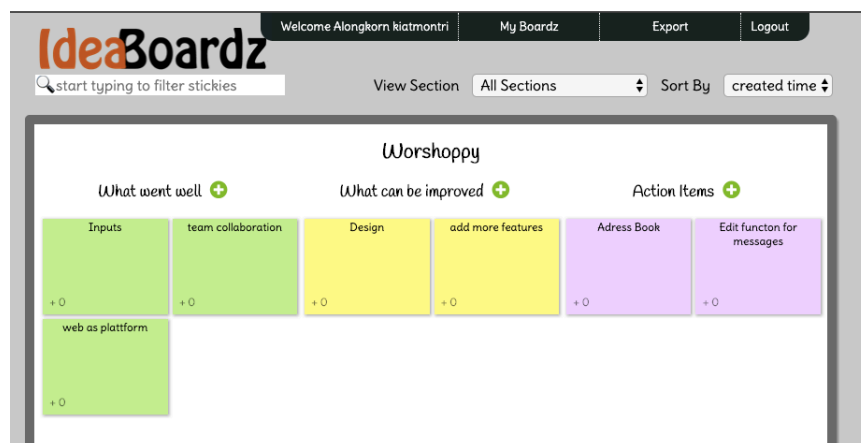 Welcome Alongkorn kiatmontri My Boardz Export Logout
IdeaBoardz
start typing to filter stickies View Section All Sections Sort By created time
Worshoppy
What went well What can be improved Action Items
Inputs team collaboration Design add more features Adress Book Edit functon for
messages
+ 0 + 0 + 0 + 0 + 0 + 0
web as plattform
+ 0